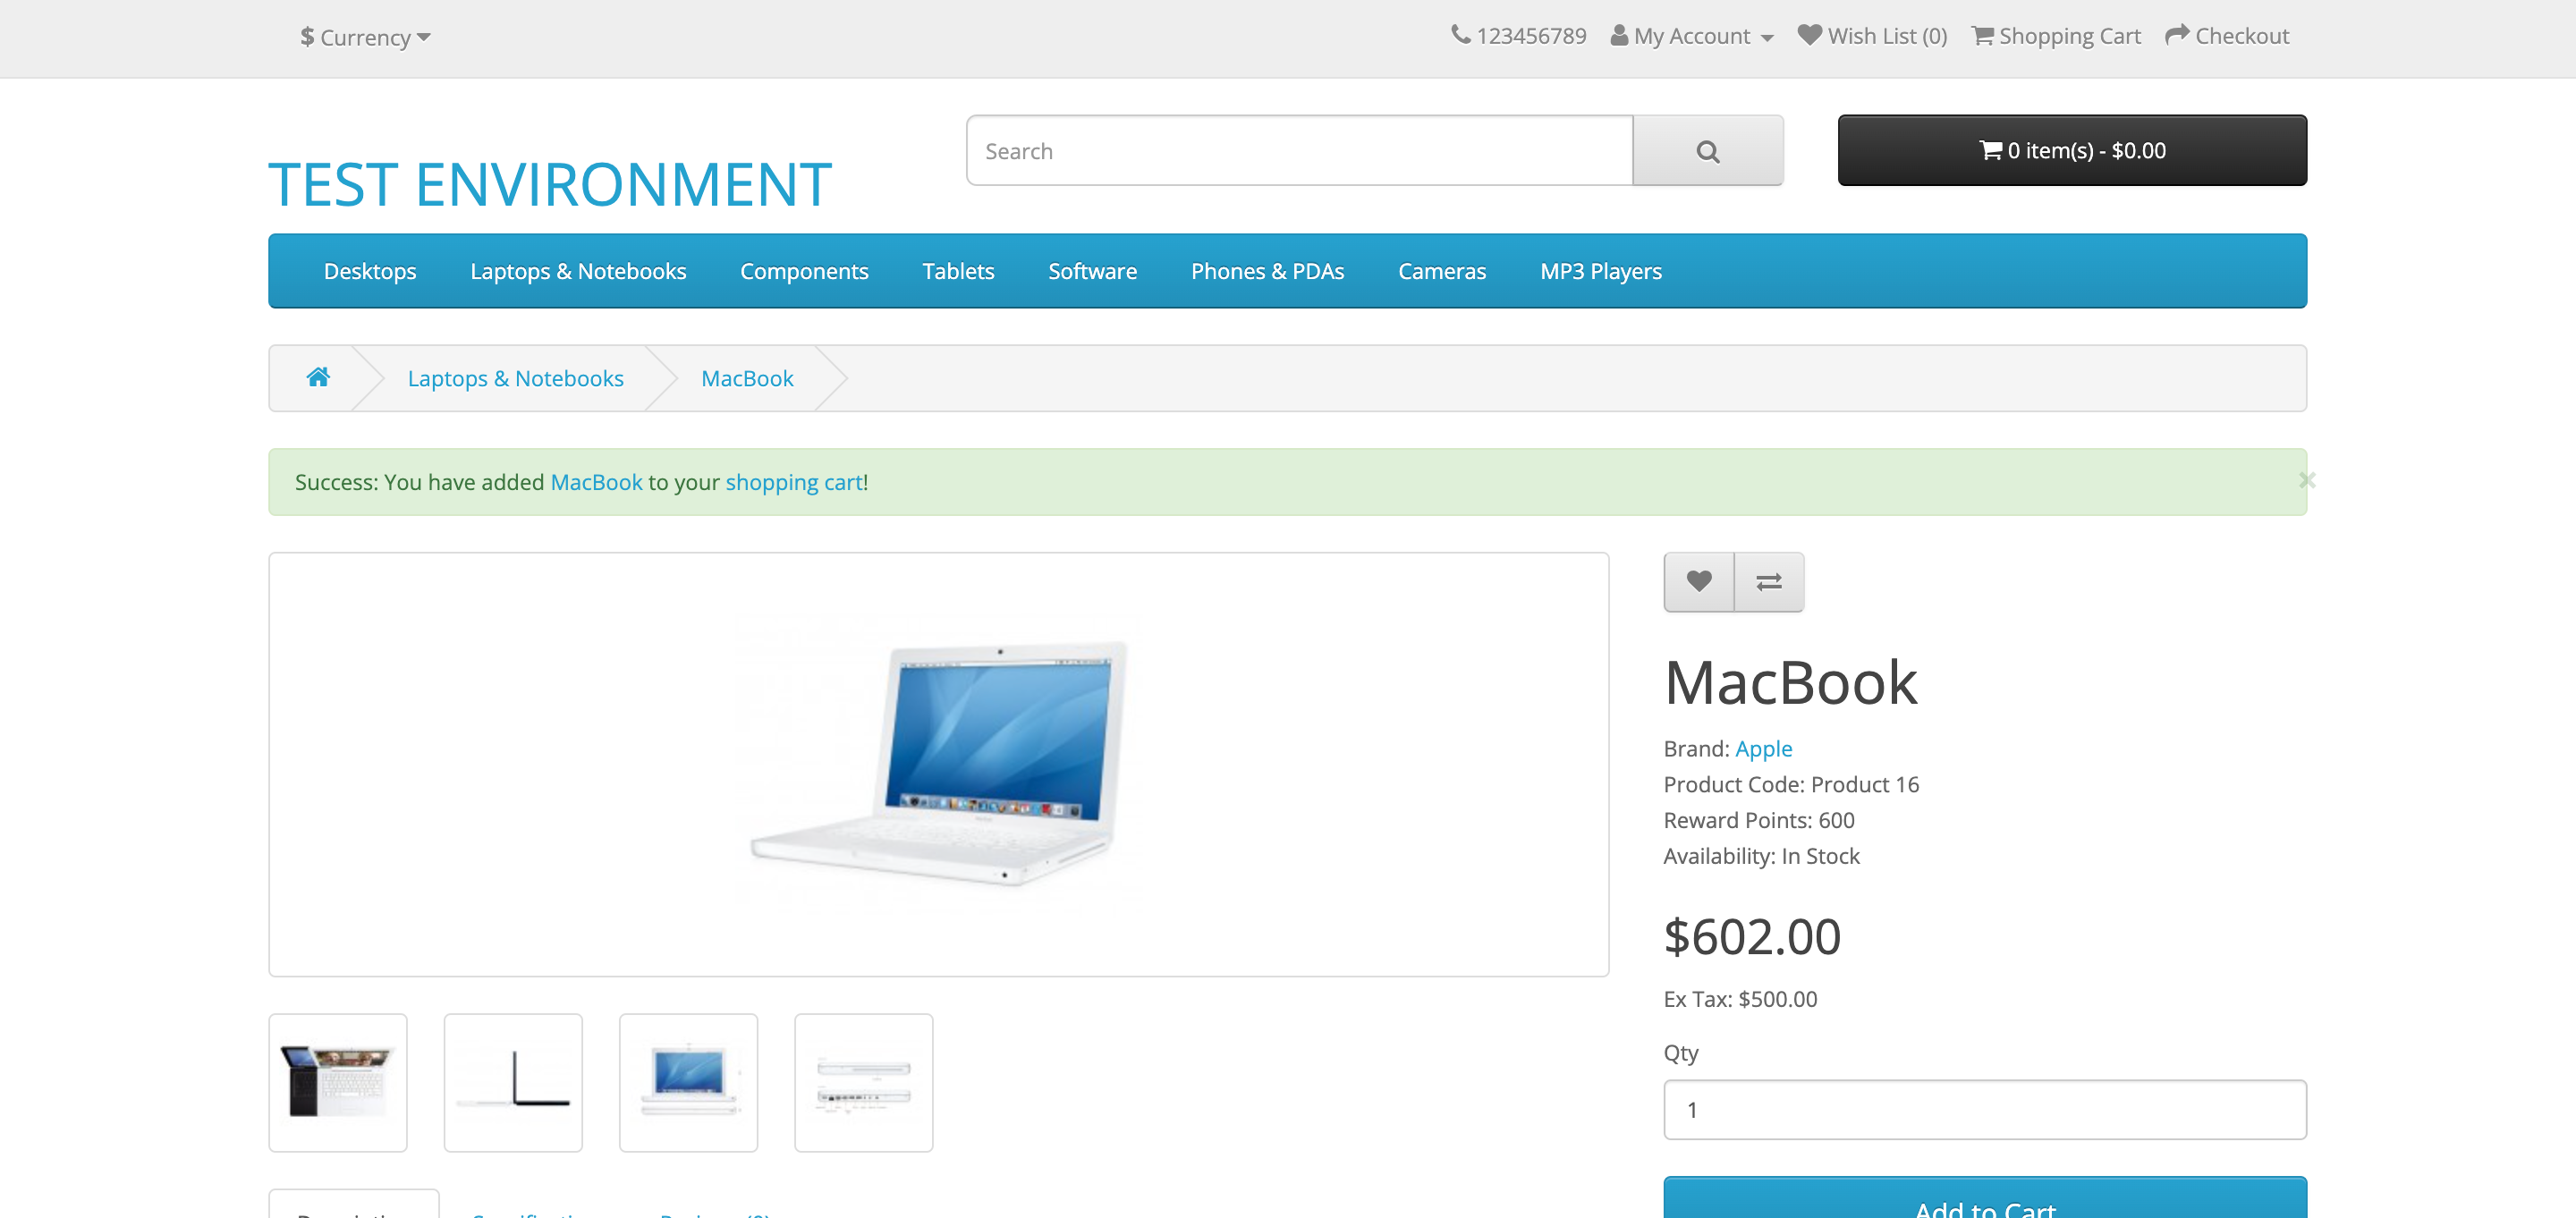 $ Currency
123456789 My Account Wish List (0) Shopping Cart Checkout
TEST ENVIRONMENT
Search
0 item(s) - $0.00
Desktops Laptops & Notebooks Components Tablets Software Phones & PDAs Cameras MP3 Players
Laptops & Notebooks MacBook
Success: You have added MacBook to your shopping cart!
×
MacBook
Brand: Apple
Product Code: Product 16
Reward Points: 600
Availability: In Stock
$602.00
Ex Tax: $500.00
Qty
1
Add to Cart